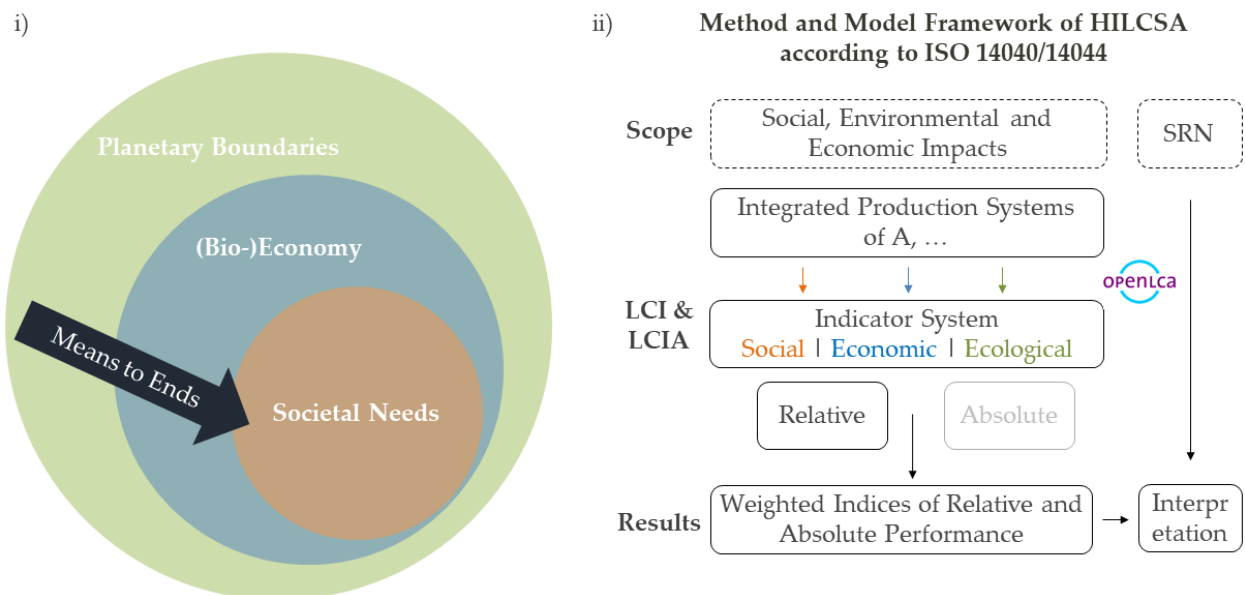 i)
Planetary Boundaries
(Bio-)Economy
Means to Ends
Societal Needs
ii)
Method and Model Framework of HILCSA
according to ISO 14040/14044
Scope
Social, Environmental and
Economic Impacts
SRN
Integrated Production Systems
of A, …
openLca
LCI &
LCIA
Indicator System
Social | Economic | Ecological
Relative
Absolute
Results
Weighted Indices of Relative and
Absolute Performance
Interpr
etation